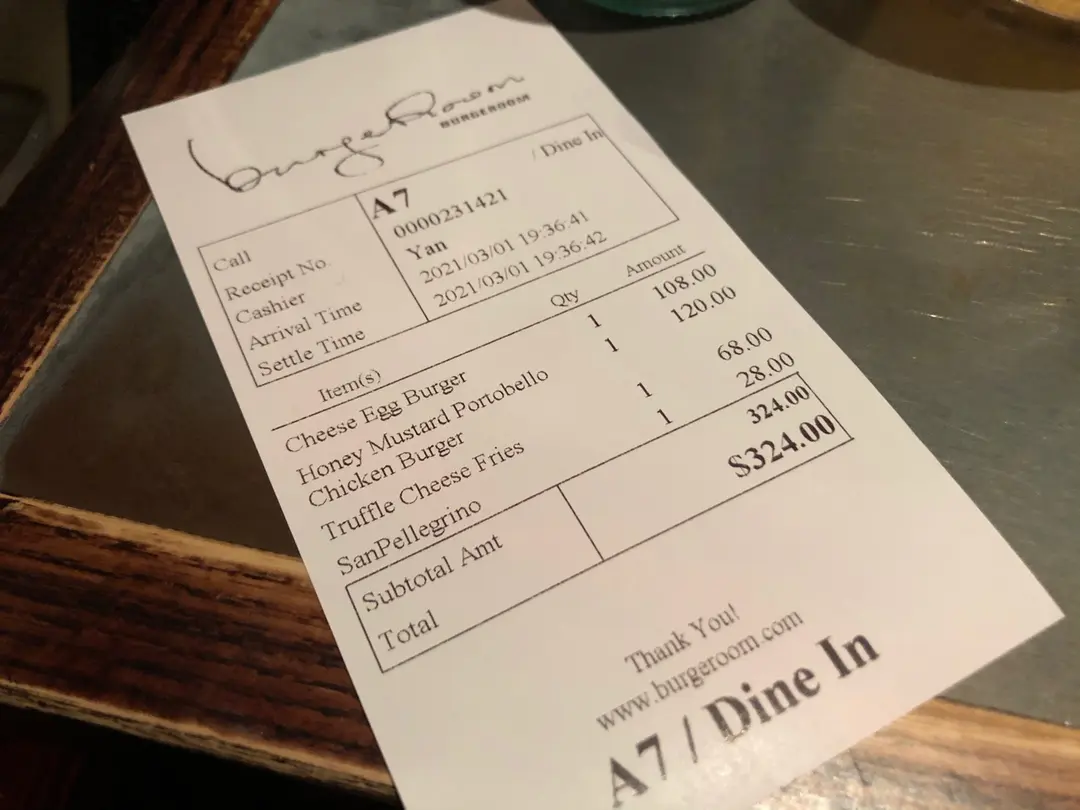 burgeRoom
BURGEROOM
Call A7 / Dine In
Receipt No. 0000231421
Cashier Yan
Arrival Time 2021/03/01 19:36:41
Settle Time 2021/03/01 19:36:42
Item(s) Qty Amount
Cheese Egg Burger 1 108.00
Honey Mustard Portobello 1 120.00
Chicken Burger
Truffle Cheese Fries 1 68.00
SanPellegrino 1 28.00
Subtotal Amt 324.00
Total $324.00
Thank You!
www.burgeroom.com
A7 / Dine In